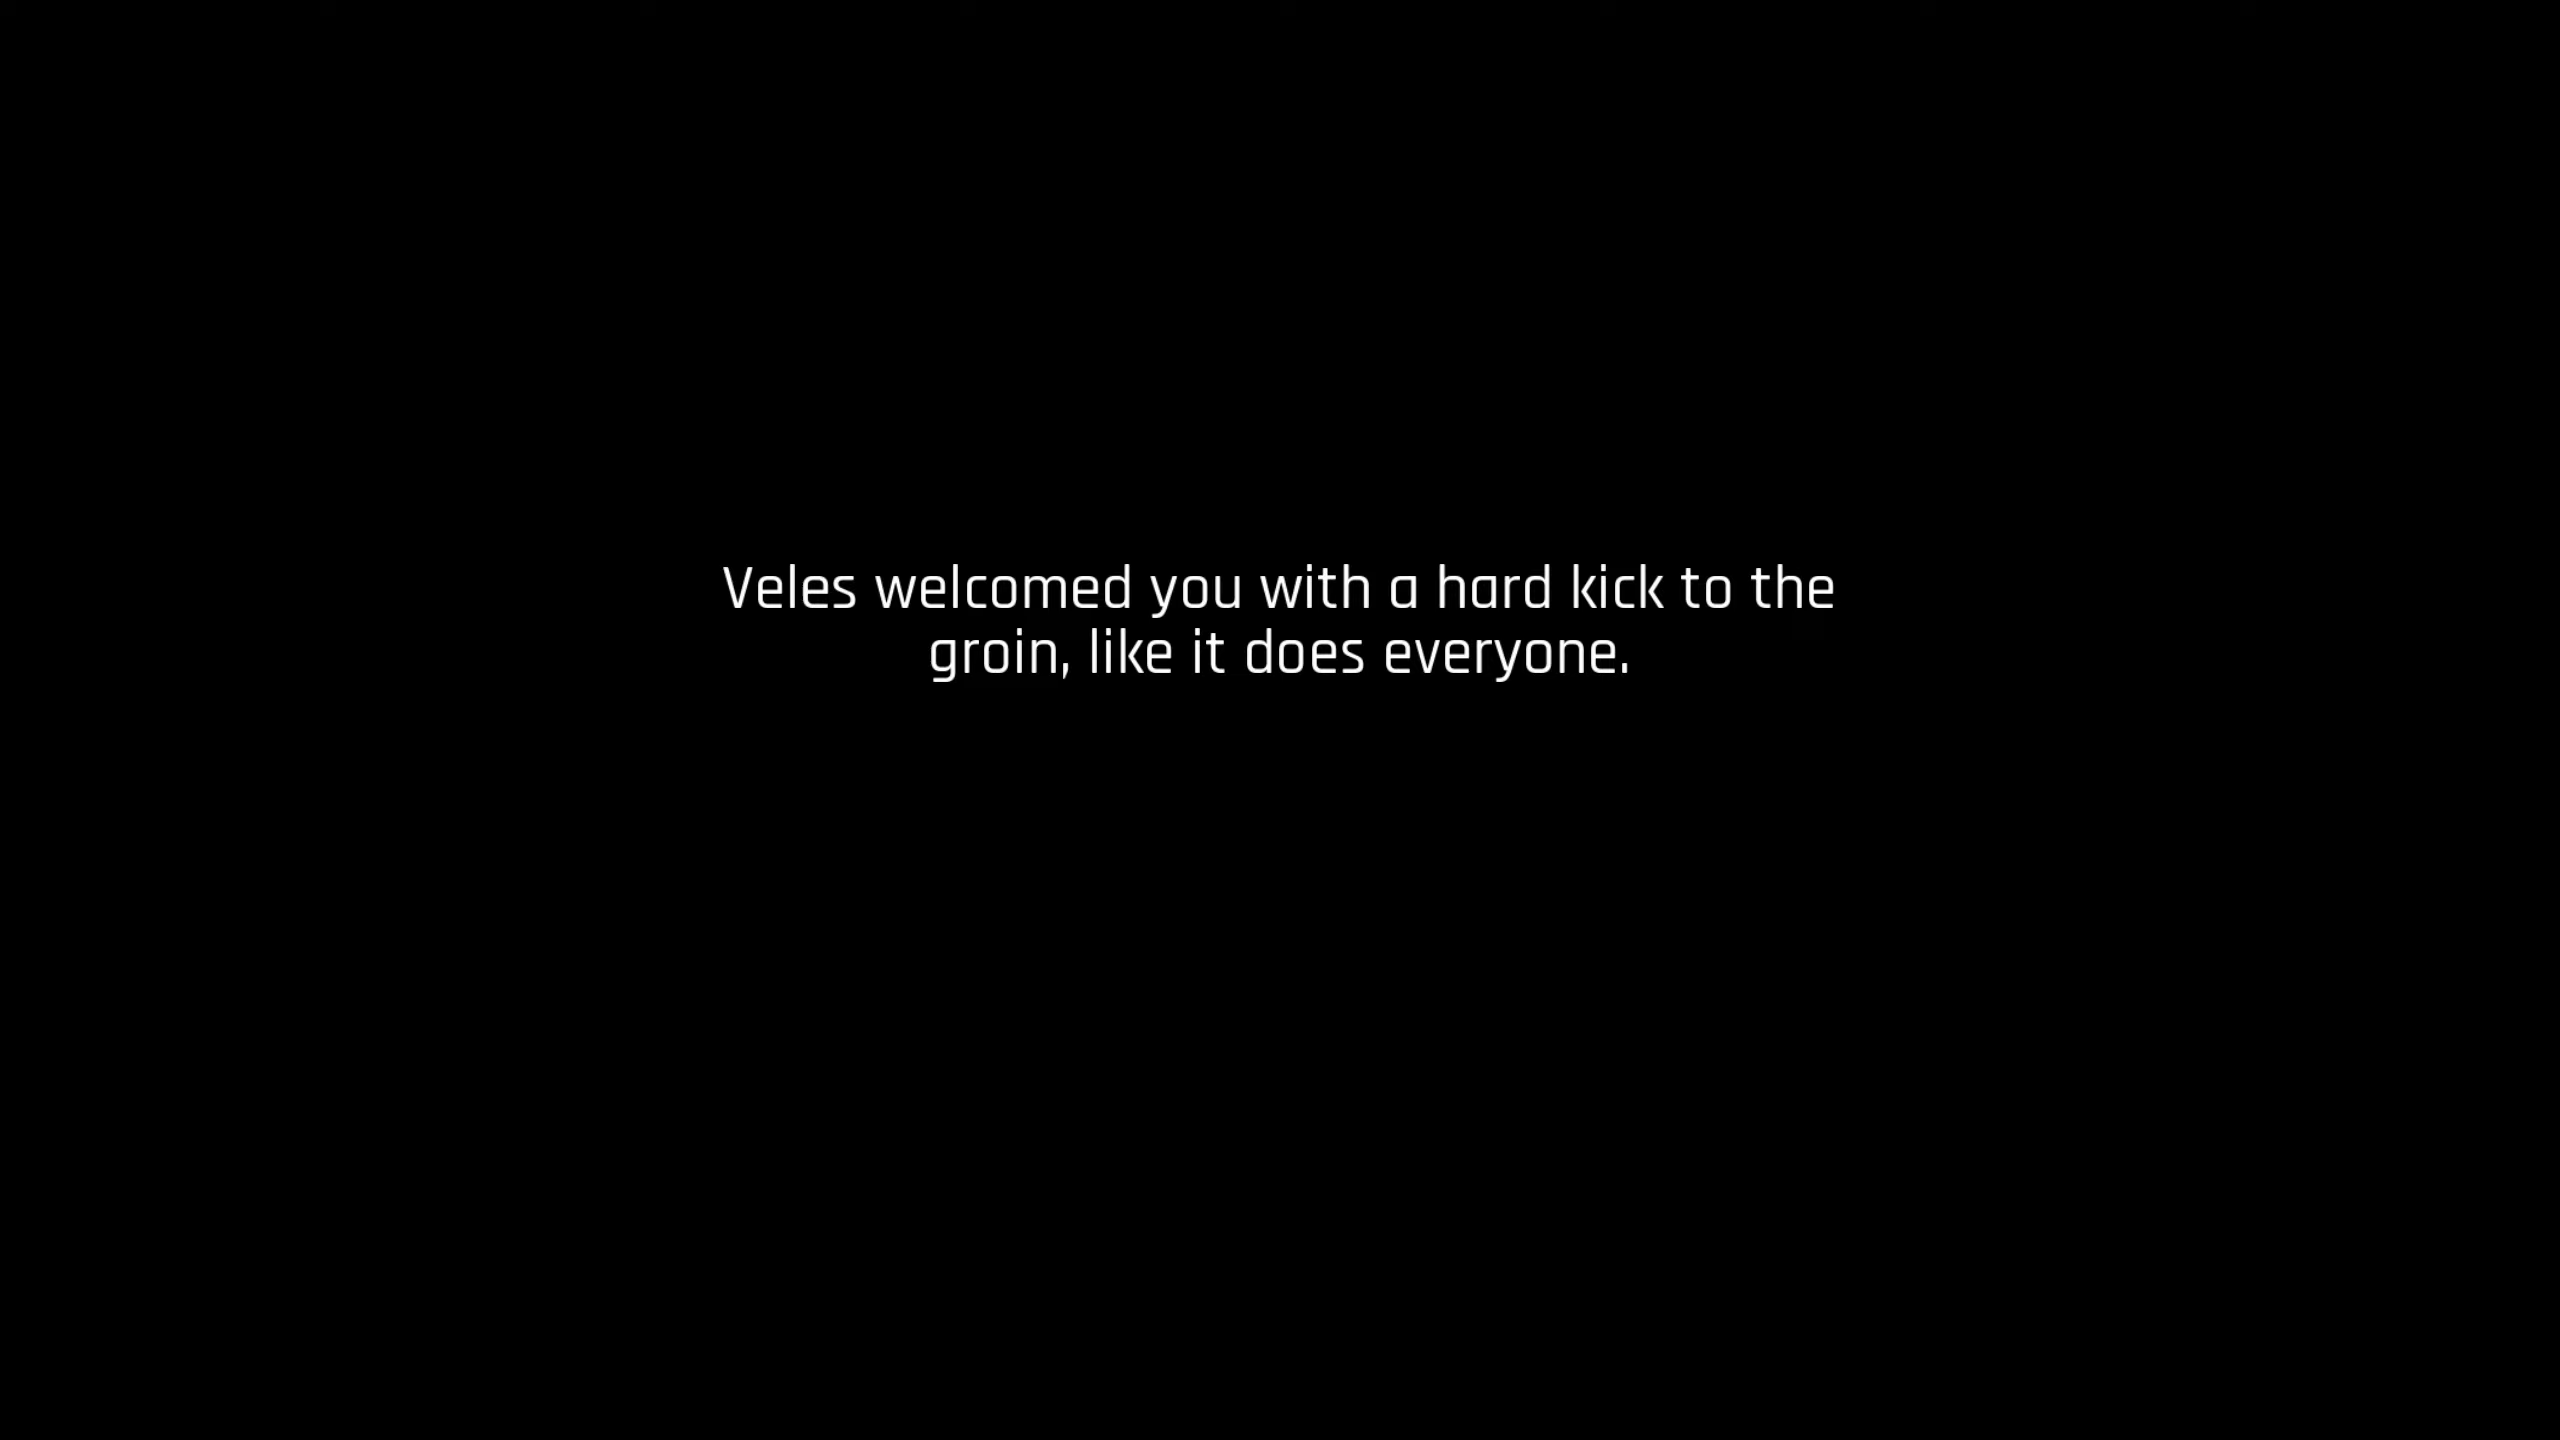 Veles welcomed you with a hard kick to the
groin, like it does everyone.